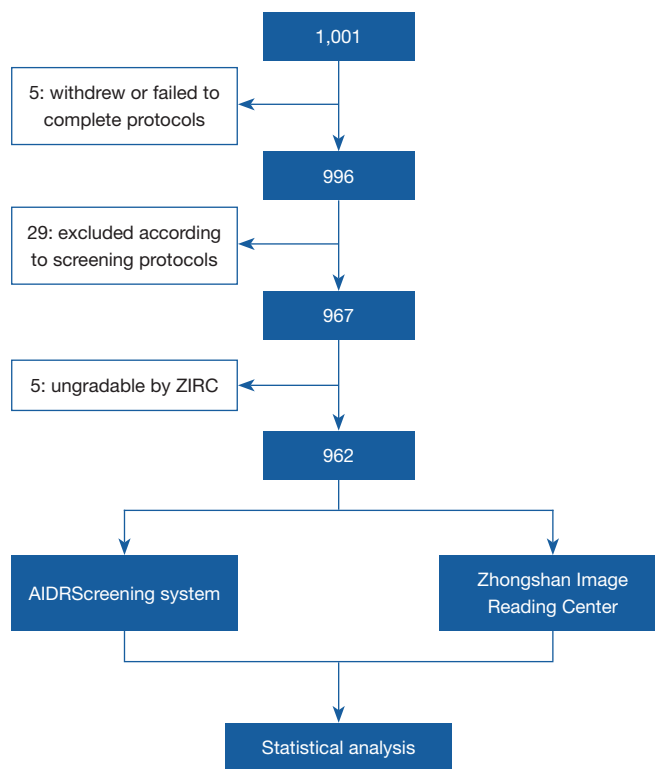 1,001
5: withdrew or failed to
complete protocols
996
29: excluded according
to screening protocols
967
5: ungradable by ZIRC
962
AIDRScreening system
Zhongshan Image
Reading Center
Statistical analysis